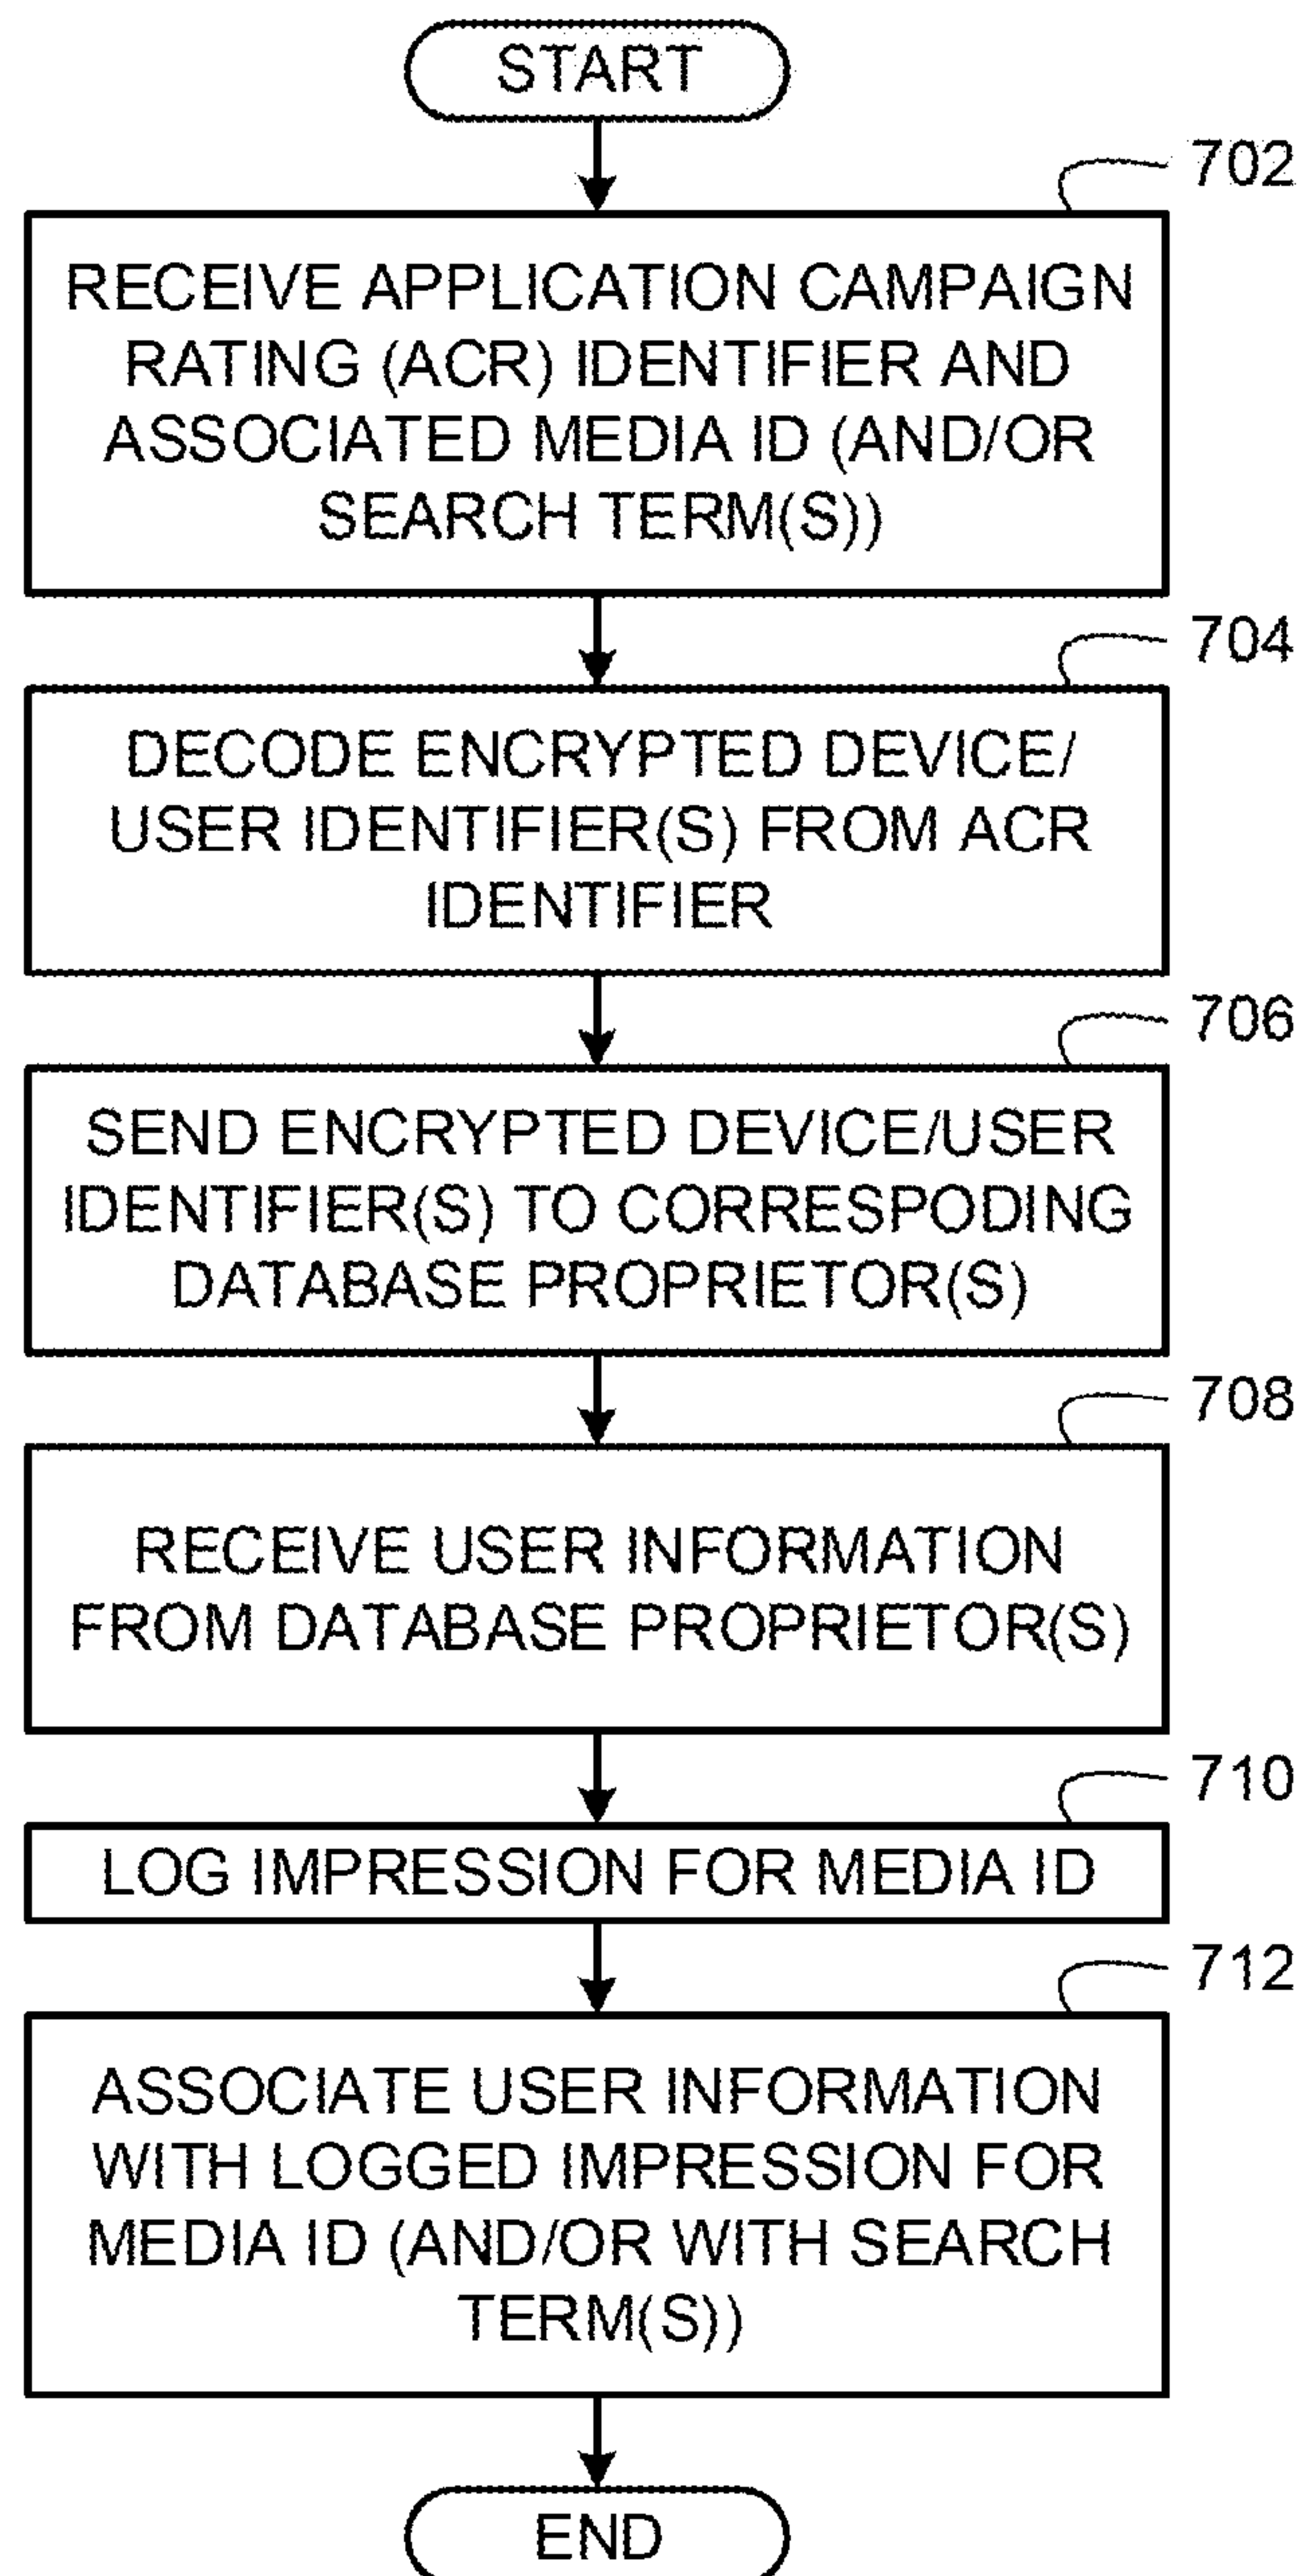 START
702
RECEIVE APPLICATION CAMPAIGN
RATING (ACR) IDENTIFIER AND
ASSOCIATED MEDIA ID (AND/OR
SEARCH TERM(S))
704
DECODE ENCRYPTED DEVICE/
USER IDENTIFIER(S) FROM ACR
IDENTIFIER
706
SEND ENCRYPTED DEVICE/USER
IDENTIFIER(S) TO CORRESPODING
DATABASE PROPRIETOR(S)
708
RECEIVE USER INFORMATION
FROM DATABASE PROPRIETOR(S)
710
LOG IMPRESSION FOR MEDIA ID
712
ASSOCIATE USER INFORMATION
WITH LOGGED IMPRESSION FOR
MEDIA ID (AND/OR WITH SEARCH
TERM(S))
END